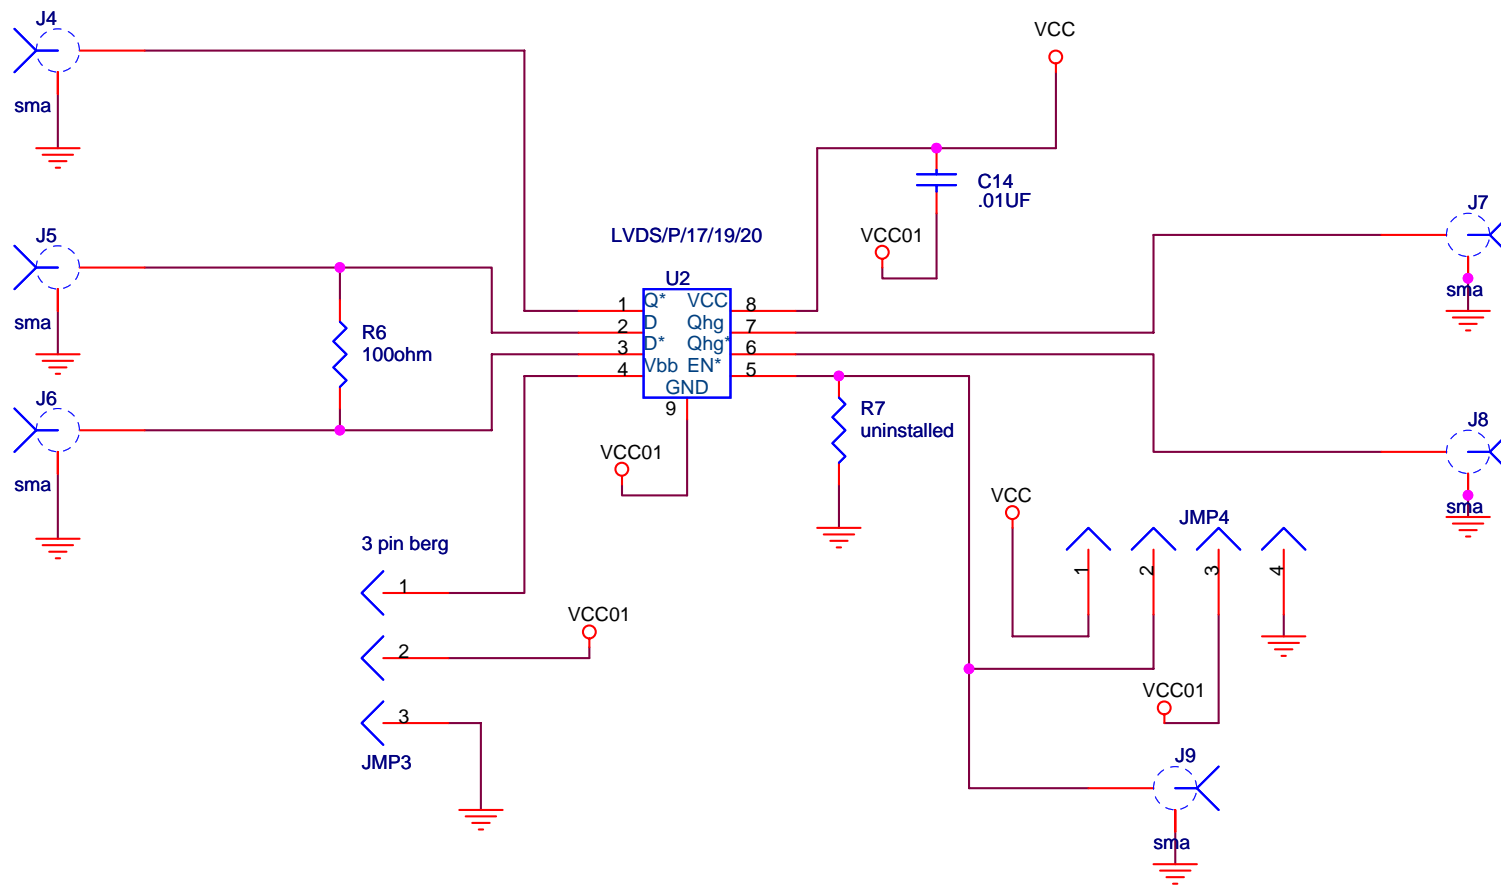 J4
VCC
sma
C14
.01UF
J7
J5
LVDS/P/17/19/20
VCC01
U2
sma
1 Q* VCC 8
2 D Qhg 7
3 D* Qhg* 6
4 Vbb EN* 5
GND
9
sma
R6
100ohm
J6
R7
uninstalled
J8
VCC01
sma
VCC
sma
JMP4
3 pin berg
1
2
3
4
1
VCC01
2
VCC01
3
JMP3
J9
sma